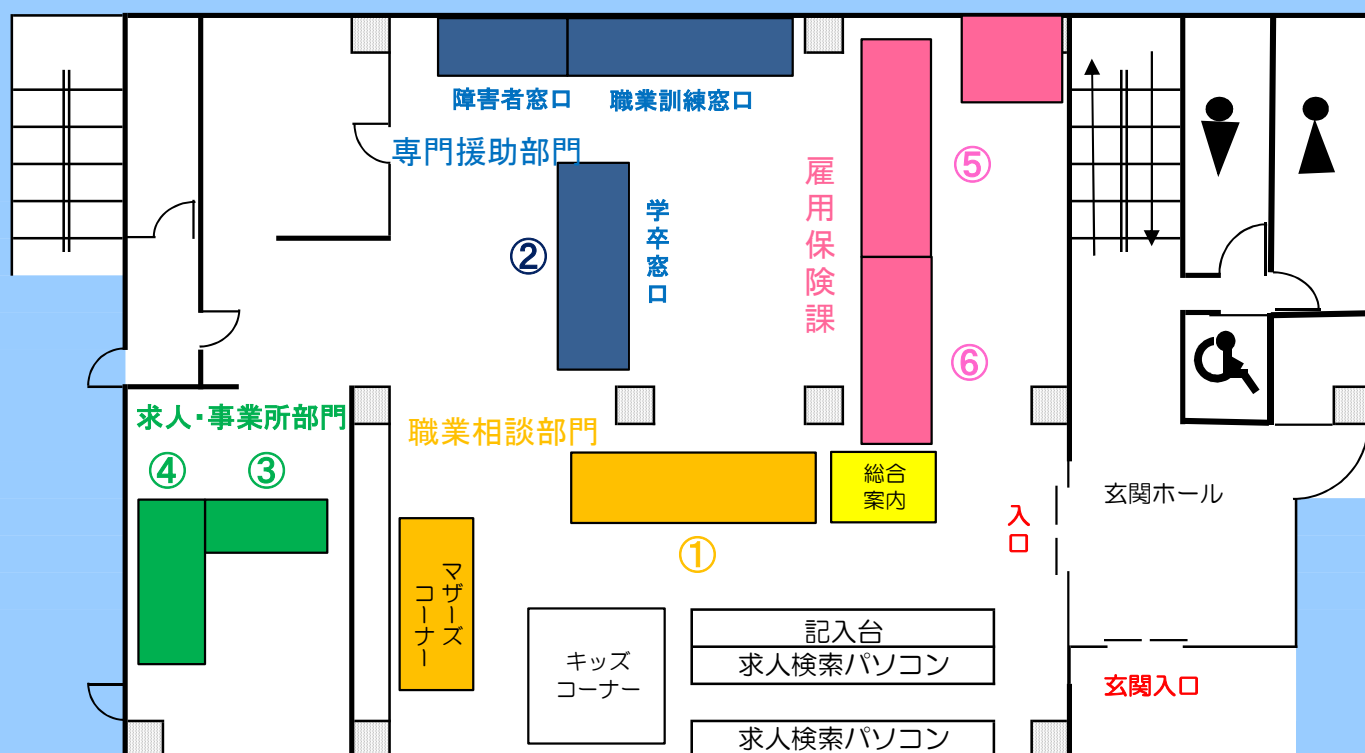 障害者窓口
職業訓練窓口
専門援助部門
学卒窓口
②
雇用保険課
⑤
⑥
求人・事業所部門
④
③
職業相談部門
総合
案内
①
マザーズ
コーナー
キッズ
コーナー
記入台
求人検索パソコン
求人検索パソコン
入口
玄関ホール
玄関入口